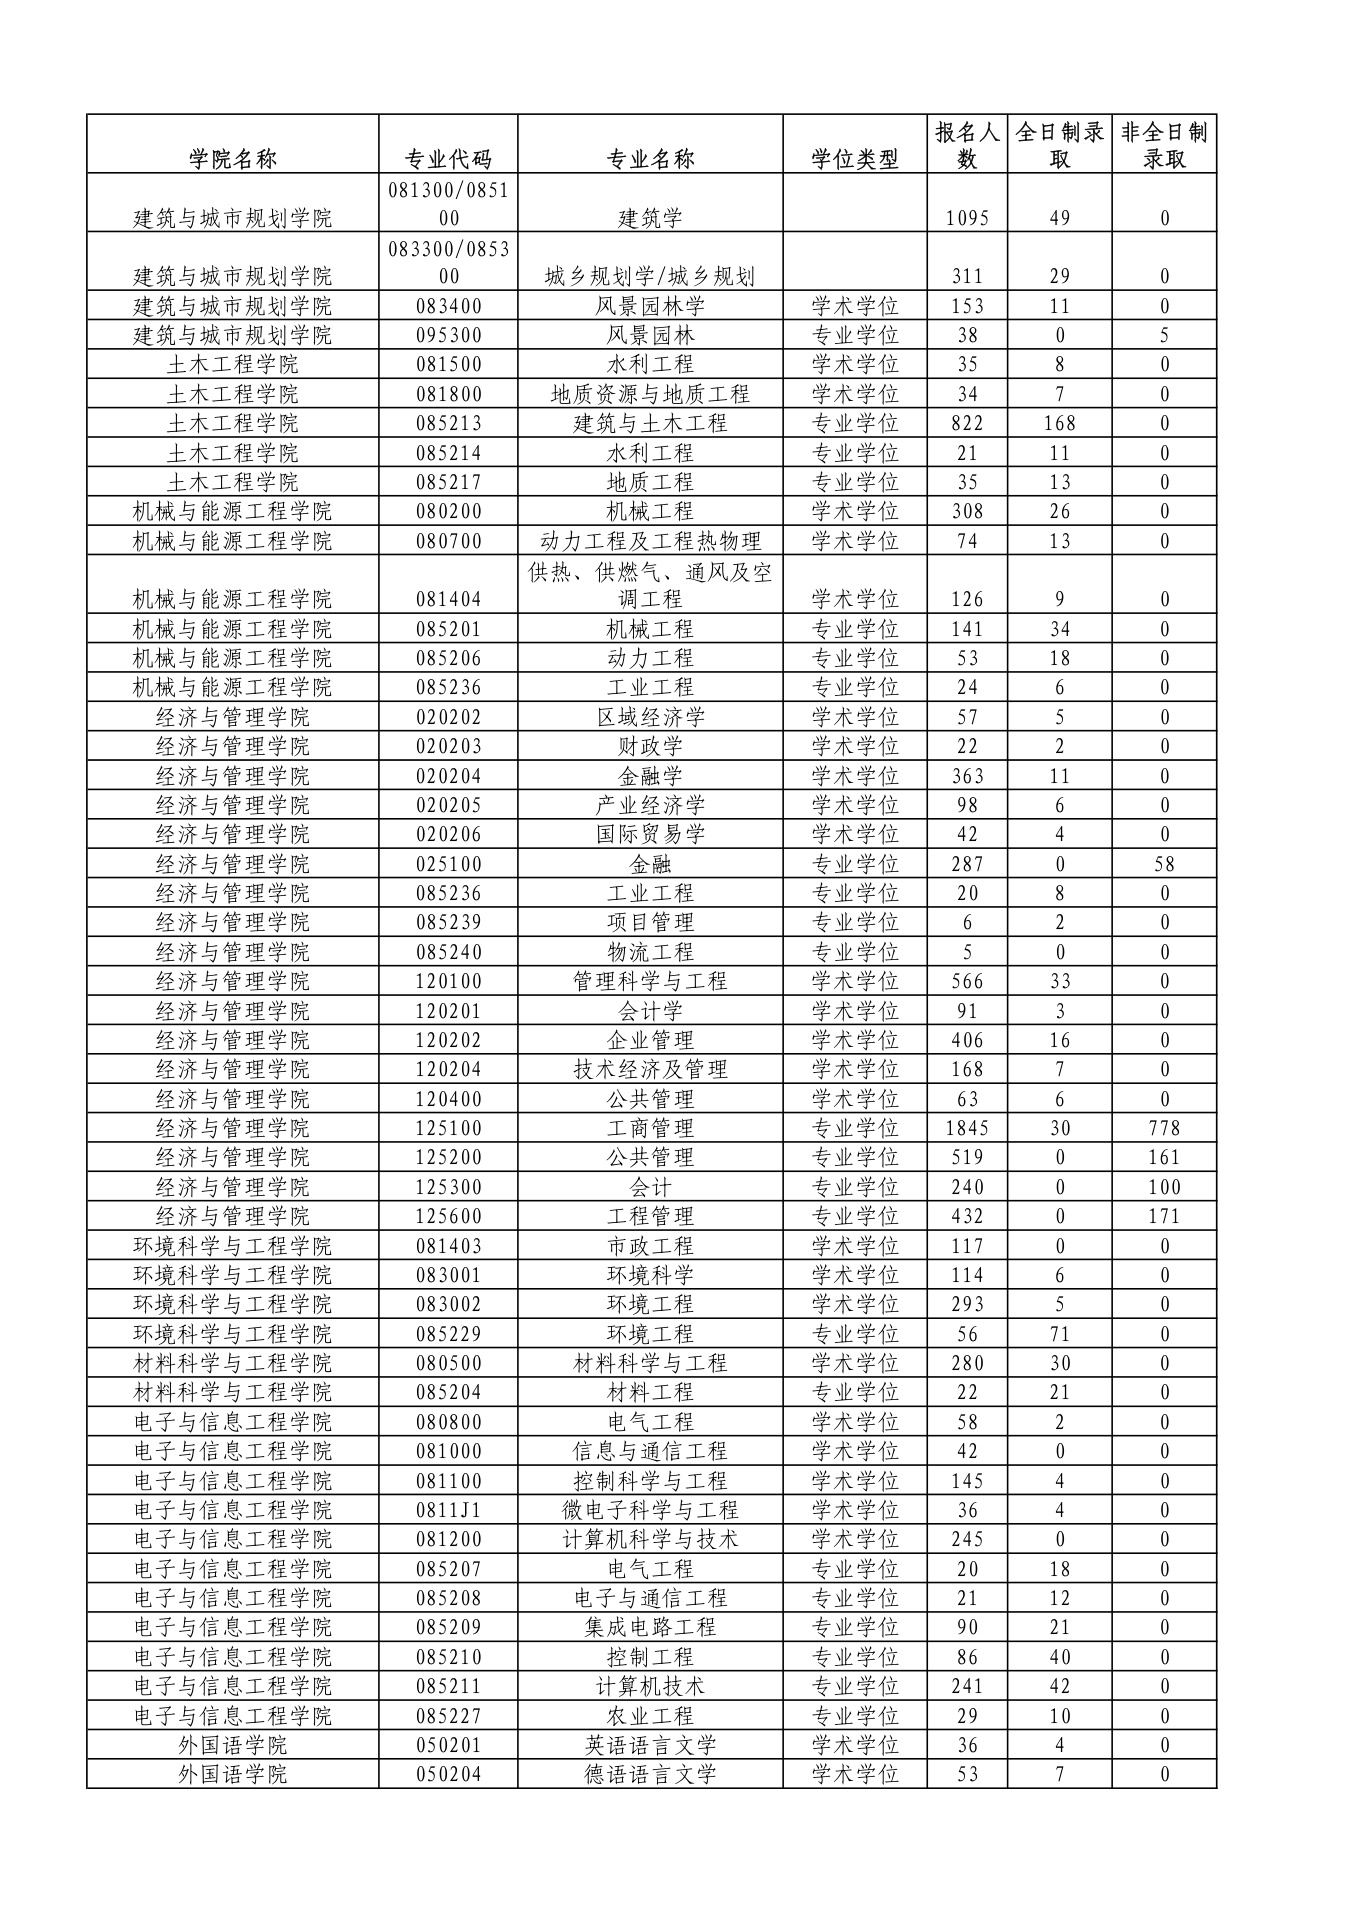 学院名称 专业代码 专业名称 学位类型 报名人数 全日制录取 非全日制录取
建筑与城市规划学院 081300/085100 建筑学 1095 49 0
建筑与城市规划学院 083300/085300 城乡规划学/城乡规划 311 29 0
建筑与城市规划学院 083400 风景园林学 学术学位 153 11 0
建筑与城市规划学院 095300 风景园林 专业学位 38 0 5
土木工程学院 081500 水利工程 学术学位 35 8 0
土木工程学院 081800 地质资源与地质工程 学术学位 34 7 0
土木工程学院 085213 建筑与土木工程 专业学位 822 168 0
土木工程学院 085214 水利工程 专业学位 21 11 0
土木工程学院 085217 地质工程 专业学位 35 13 0
机械与能源工程学院 080200 机械工程 学术学位 308 26 0
机械与能源工程学院 080700 动力工程及工程热物理 学术学位 74 13 0
机械与能源工程学院 081404 供热、供燃气、通风及空调工程 学术学位 126 9 0
机械与能源工程学院 085201 机械工程 专业学位 141 34 0
机械与能源工程学院 085206 动力工程 专业学位 53 18 0
机械与能源工程学院 085236 工业工程 专业学位 24 6 0
经济与管理学院 020202 区域经济学 学术学位 57 5 0
经济与管理学院 020203 财政学 学术学位 22 2 0
经济与管理学院 020204 金融学 学术学位 363 11 0
经济与管理学院 020205 产业经济学 学术学位 98 6 0
经济与管理学院 020206 国际贸易学 学术学位 42 4 0
经济与管理学院 025100 金融 专业学位 287 0 58
经济与管理学院 085236 工业工程 专业学位 20 8 0
经济与管理学院 085239 项目管理 专业学位 6 2 0
经济与管理学院 085240 物流工程 专业学位 5 0 0
经济与管理学院 120100 管理科学与工程 学术学位 566 33 0
经济与管理学院 120201 会计学 学术学位 91 3 0
经济与管理学院 120202 企业管理 学术学位 406 16 0
经济与管理学院 120204 技术经济及管理 学术学位 168 7 0
经济与管理学院 120400 公共管理 学术学位 63 6 0
经济与管理学院 125100 工商管理 专业学位 1845 30 778
经济与管理学院 125200 公共管理 专业学位 519 0 161
经济与管理学院 125300 会计 专业学位 240 0 100
经济与管理学院 125600 工程管理 专业学位 432 0 171
环境科学与工程学院 081403 市政工程 学术学位 117 0 0
环境科学与工程学院 083001 环境科学 学术学位 114 6 0
环境科学与工程学院 083002 环境工程 学术学位 293 5 0
环境科学与工程学院 085229 环境工程 专业学位 56 71 0
材料科学与工程学院 080500 材料科学与工程 学术学位 280 30 0
材料科学与工程学院 085204 材料工程 专业学位 22 21 0
电子与信息工程学院 080800 电气工程 学术学位 58 2 0
电子与信息工程学院 081000 信息与通信工程 学术学位 42 0 0
电子与信息工程学院 081100 控制科学与工程 学术学位 145 4 0
电子与信息工程学院 0811J1 微电子科学与工程 学术学位 36 4 0
电子与信息工程学院 081200 计算机科学与技术 学术学位 245 0 0
电子与信息工程学院 085207 电气工程 专业学位 20 18 0
电子与信息工程学院 085208 电子与通信工程 专业学位 21 12 0
电子与信息工程学院 085209 集成电路工程 专业学位 90 21 0
电子与信息工程学院 085210 控制工程 专业学位 86 40 0
电子与信息工程学院 085211 计算机技术 专业学位 241 42 0
电子与信息工程学院 085227 农业工程 专业学位 29 10 0
外国语学院 050201 英语语言文学 学术学位 36 4 0
外国语学院 050204 德语语言文学 学术学位 53 7 0